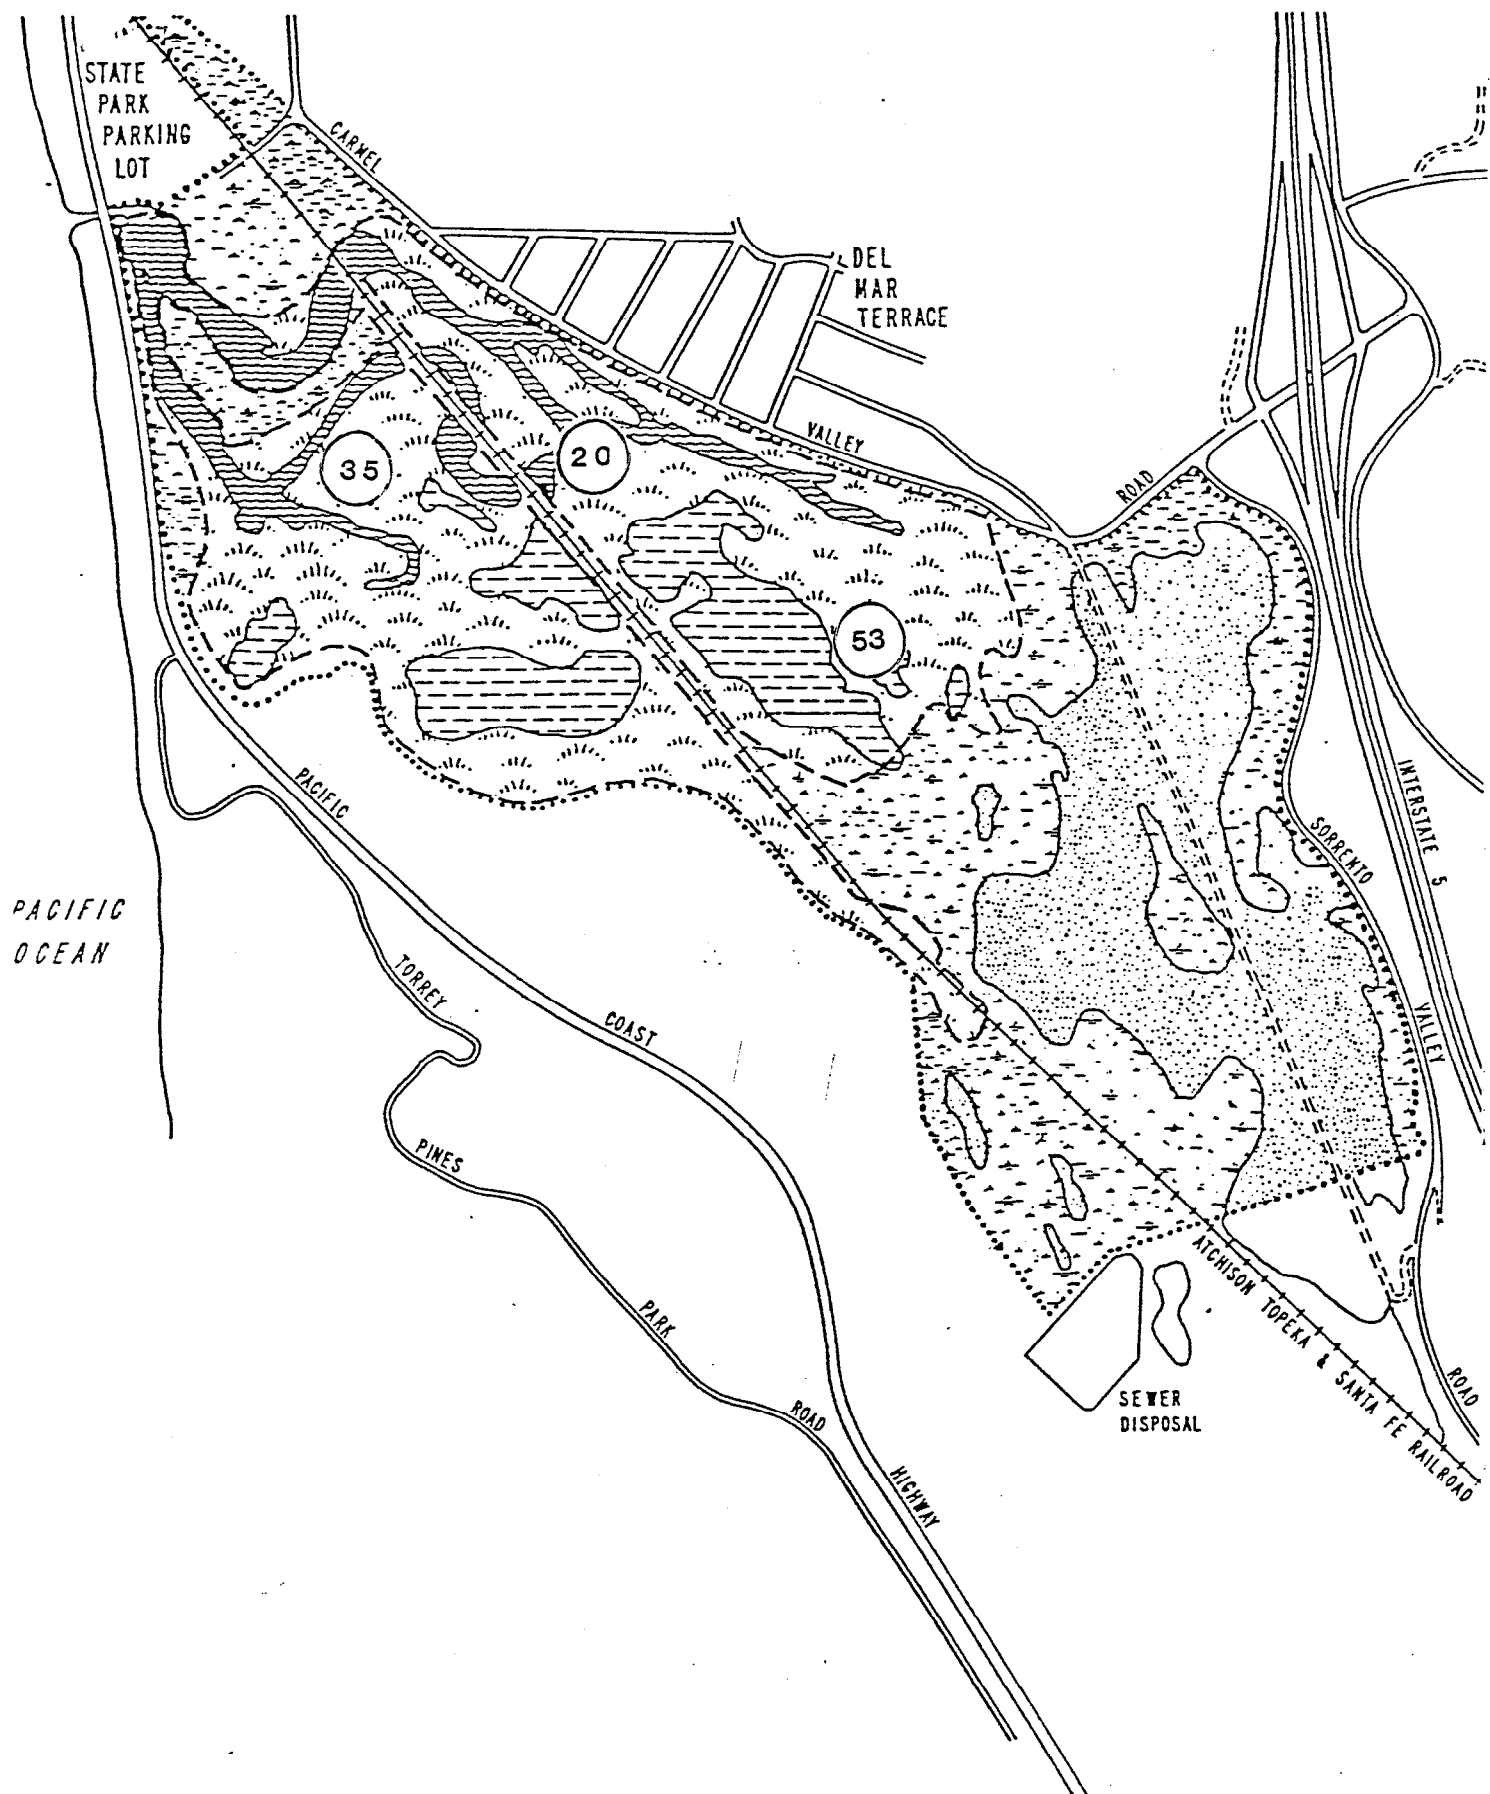 STATE
PARK
PARKING
LOT
CARMEL
DEL
MAR
TERRACE
VALLEY
ROAD
35
20
53
INTERSTATE 5
SORRENTO
PACIFIC
PACIFIC
OCEAN
TORREY
COAST
VALLEY
PINES
ATCHISON TOPEKA & SANTA FE RAILROAD
PARK
ROAD
SEWER
DISPOSAL
ROAD
HIGHWAY